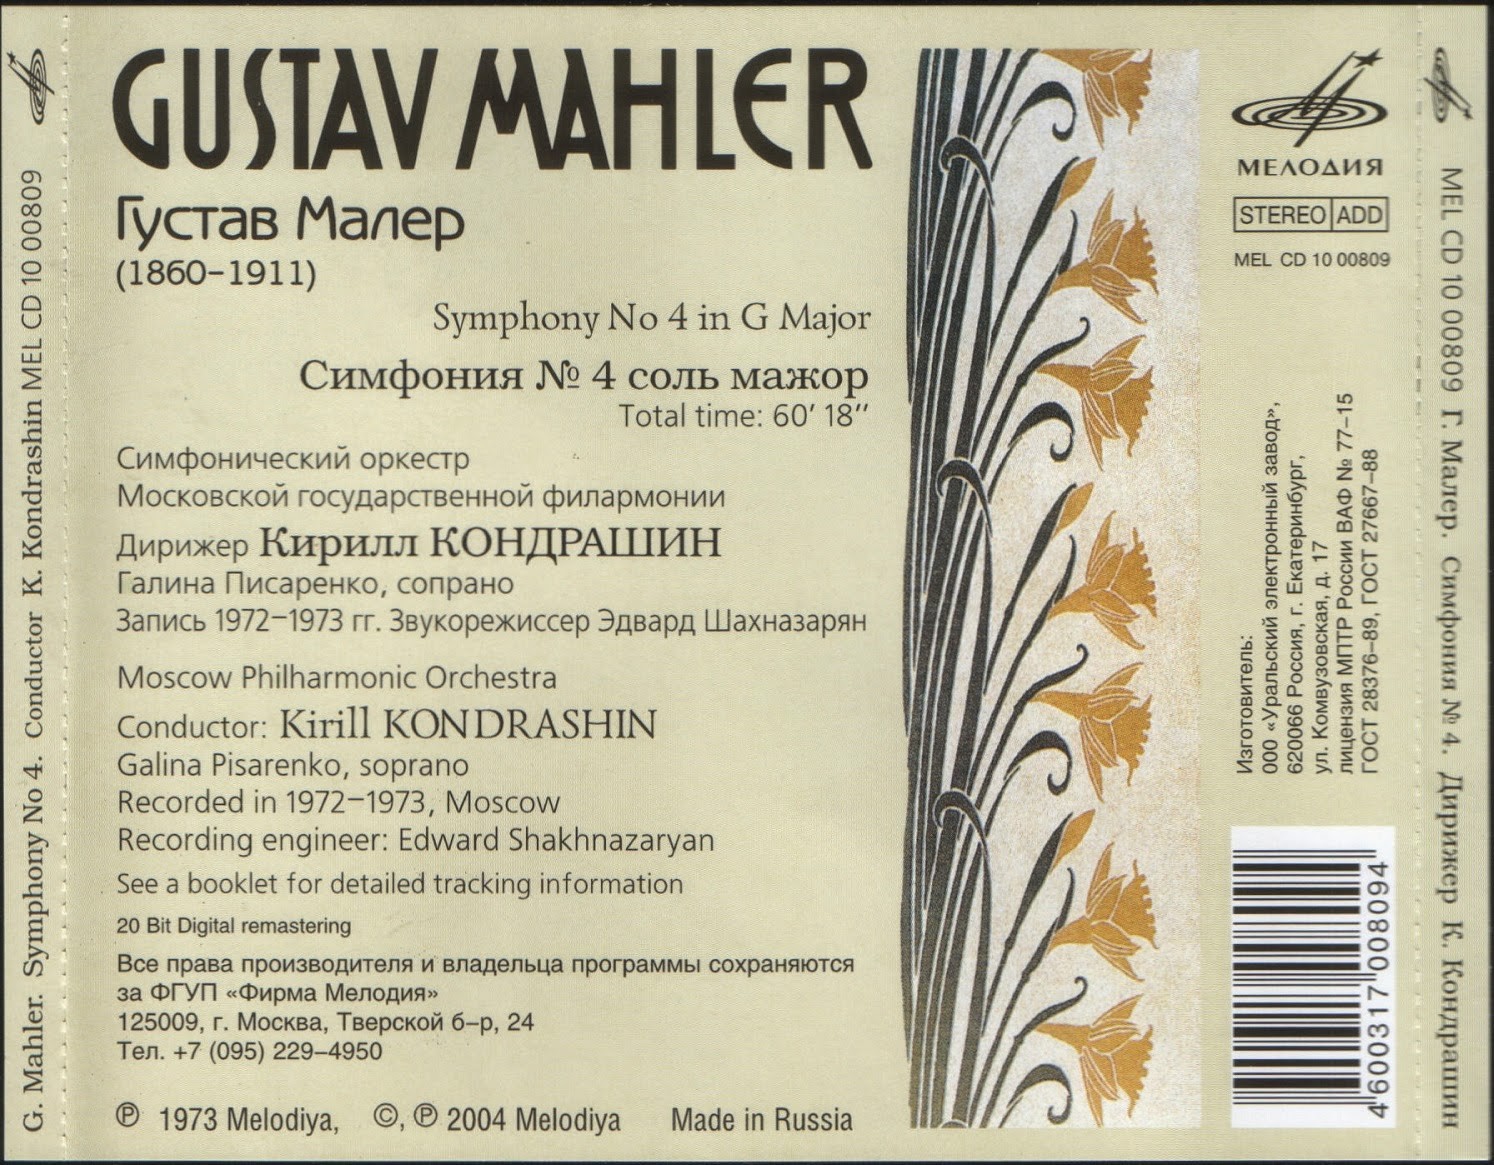 G. Mahler. Symphony No 4. Conductor K. Kondrashin MEL CD 10 00809
GUSTAV MAHLER
Густав Малер
(1860–1911)
Symphony No 4 in G Major
Симфония № 4 соль мажор
Total time: 60’ 18’’
Симфонический оркестр
Московской государственной филармонии
Дирижер Кирилл КОНДРАШИН
Галина Писаренко, сопрано
Запись 1972–1973 гг. Звукорежиссер Эдвард Шахназарян
Moscow Philharmonic Orchestra
Conductor: Kirill KONDRASHIN
Galina Pisarenko, soprano
Recorded in 1972–1973, Moscow
Recording engineer: Edward Shakhnazaryan
See a booklet for detailed tracking information
20 Bit Digital remastering
Все права производителя и владельца программы сохраняются
за ФГУП «Фирма Мелодия»
125009, г. Москва, Тверской б–р, 24
Тел. +7 (095) 229–4950
℗ 1973 Melodiya, ©, ℗ 2004 Melodiya Made in Russia
МЕЛОДИЯ
STEREO ADD
MEL CD 10 00809
Изготовитель:
ООО «Уральский электронный завод»,
620066 Россия, г. Екатеринбург,
ул. Комвузовская, д. 17
лицензия МПТР России ВАФ № 77–15
ГОСТ 28376–89, ГОСТ 27667–88
4 600317 008094
MEL CD 10 00809 Г. Малер. Симфония № 4. Дирижер К. Кондрашин